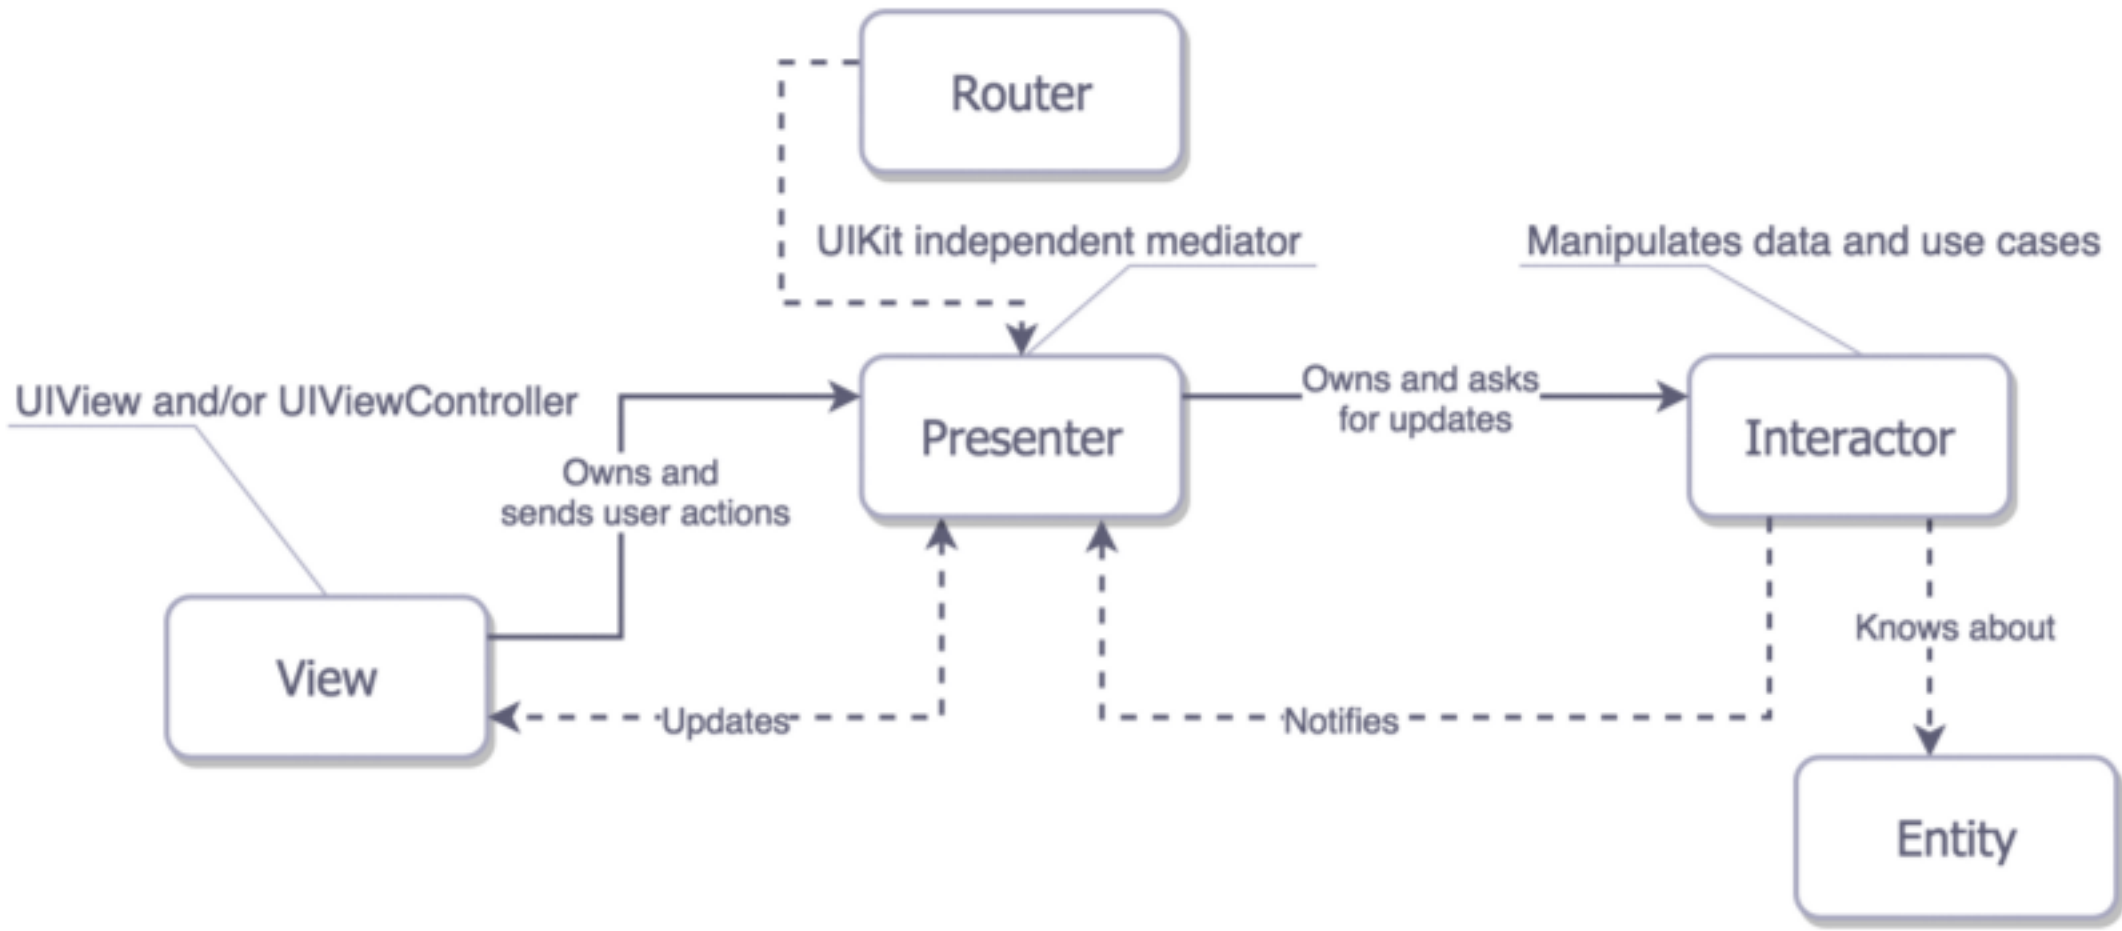 Router
UIKit independent mediator
Manipulates data and use cases
UIView and/or UIViewController
Owns and asks
for updates
Presenter
Interactor
Owns and
sends user actions
Knows about
View
Updates
Notifies
Entity